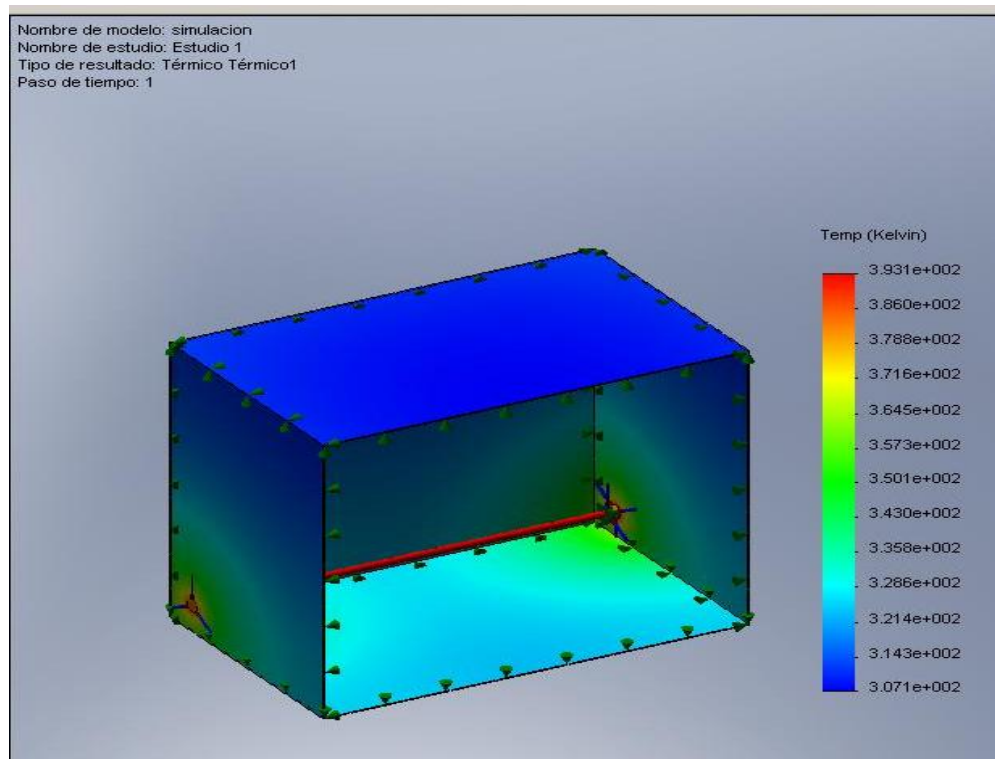 Nombre de modelo: simulacion
Nombre de estudio: Estudio 1
Tipo de resultado: Térmico Térmico1
Paso de tiempo: 1
Temp (Kelvin)
3.931e+002
3.860e+002
3.788e+002
3.716e+002
3.645e+002
3.573e+002
3.501e+002
3.430e+002
3.358e+002
3.286e+002
3.214e+002
3.143e+002
3.071e+002